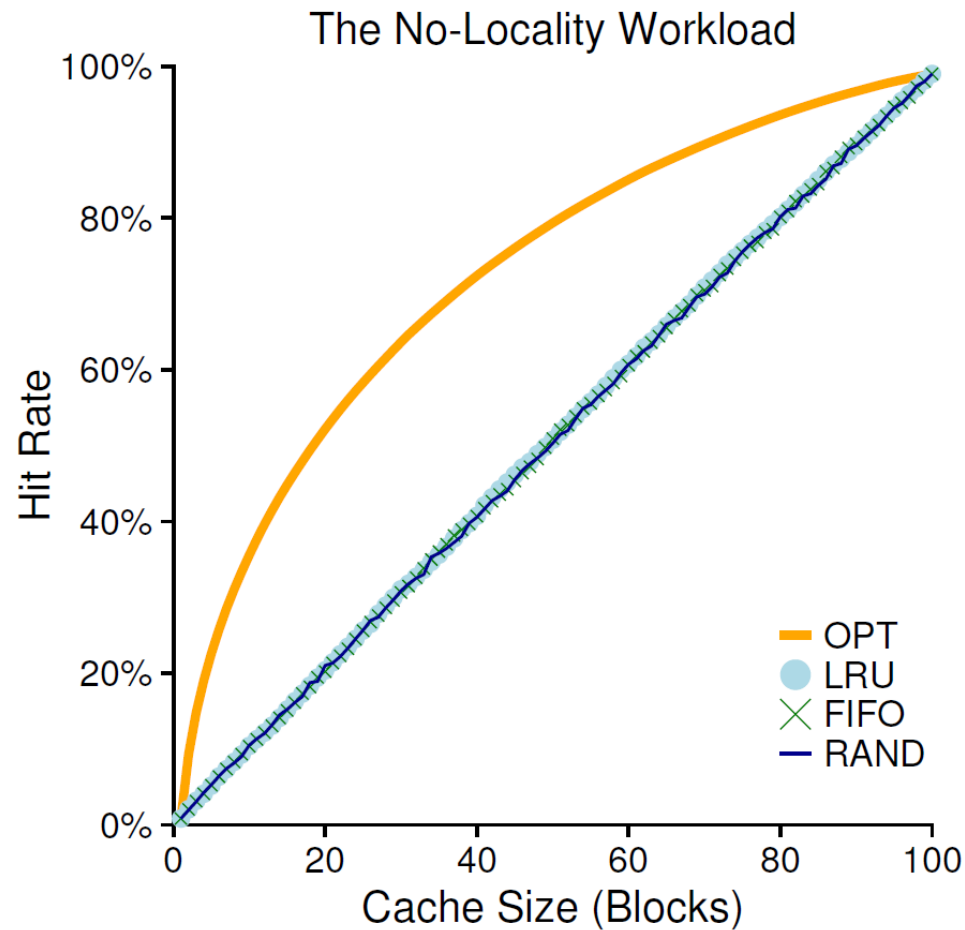 The No-Locality Workload
100%
80%
60%
40%
20%
0%
Hit Rate
0 20 40 60 80 100
Cache Size (Blocks)
OPT
LRU
FIFO
RAND